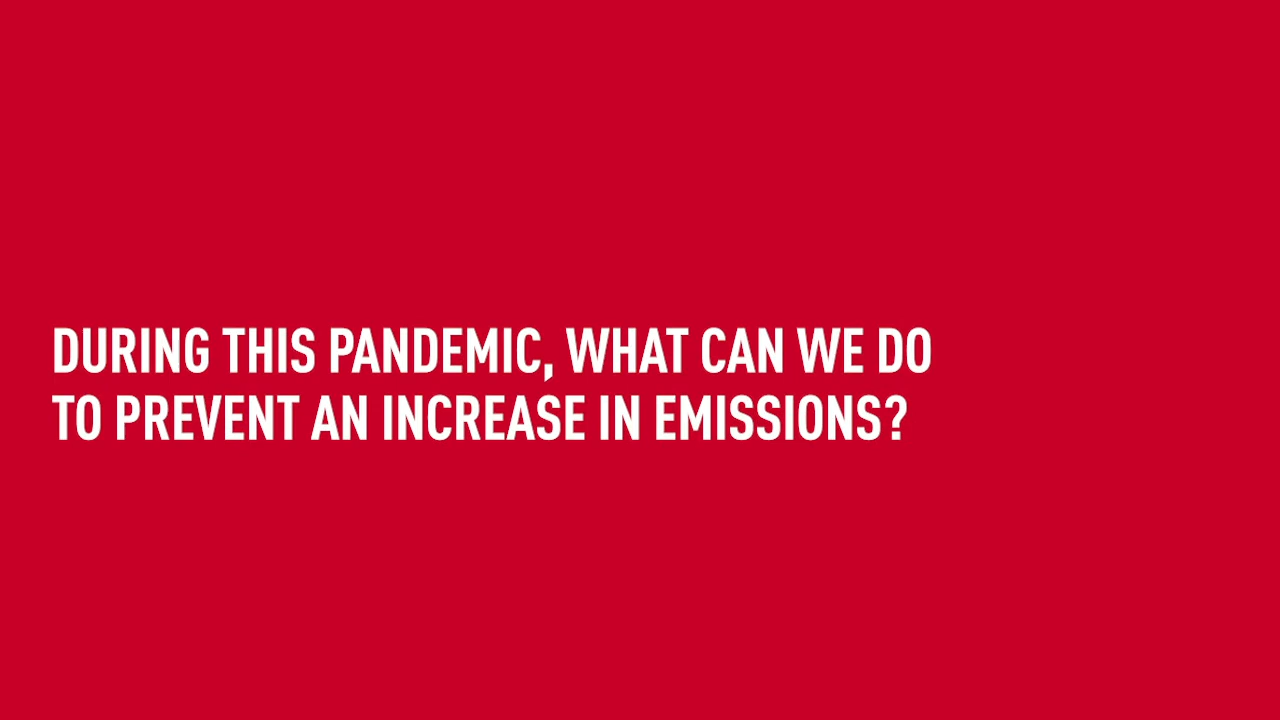 DURING THIS PANDEMIC, WHAT CAN WE DO
TO PREVENT AN INCREASE IN EMISSIONS?